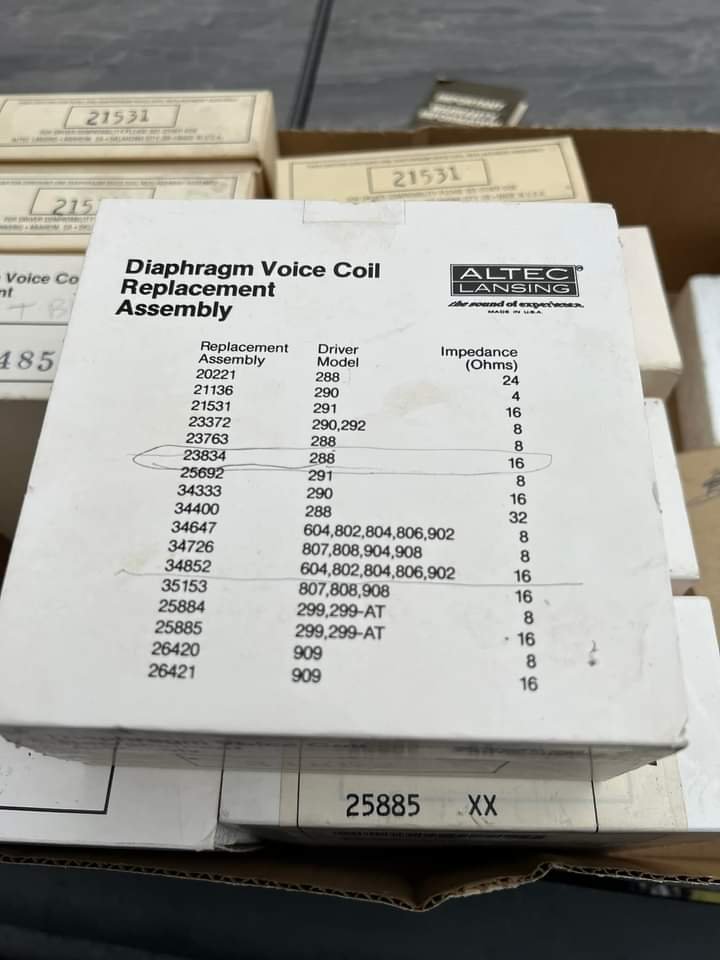 21531
21531
215
Voice Co
nt
485
Diaphragm Voice Coil
Replacement
Assembly
ALTEC®
LANSING
the sound of experience.
MADE IN U.S.A.
Replacement Assembly Driver Model Impedance (Ohms)
20221 288 24
21136 290 4
21531 291 16
23372 290,292 8
23763 288 8
23834 288 16
25692 291 8
34333 290 16
34400 288 32
34647 604,802,804,806,902 8
34726 807,808,904,908 8
34852 604,802,804,806,902 16
35153 807,808,908 16
25884 299,299-AT 8
25885 299,299-AT 16
26420 909 8
26421 909 16
25885 XX